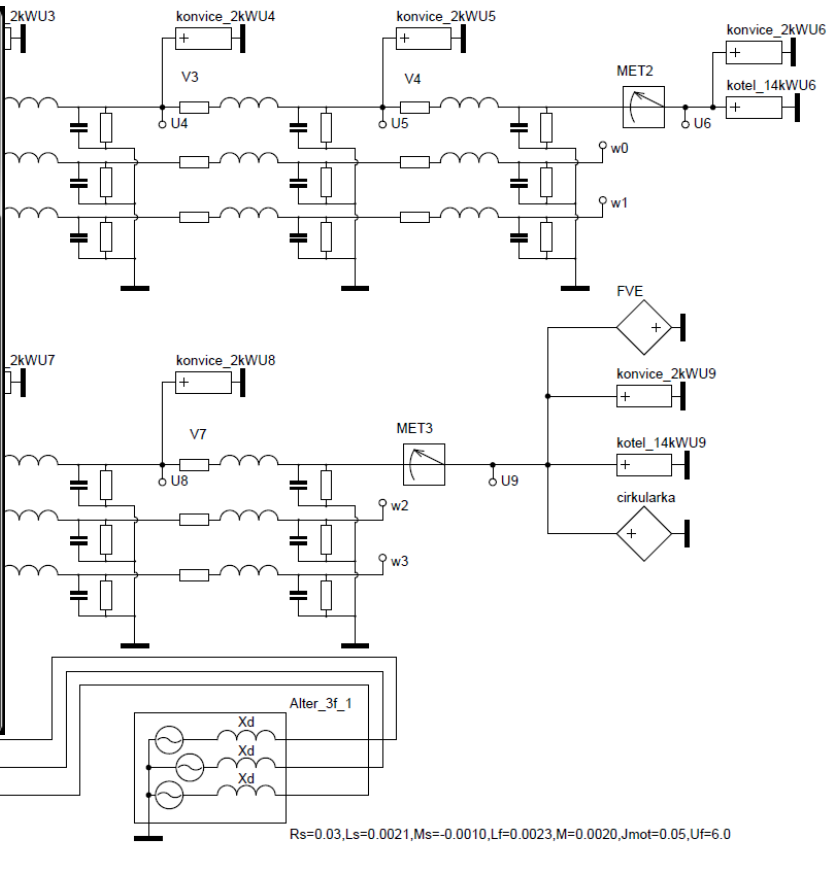 _2kWU3
konvice_2kWU4
konvice_2kWU5
konvice_2kWU6
V3
V4
MET2
kotel_14kWU6
U4
U5
U6
w0
w1
FVE
_2kWU7
konvice_2kWU8
konvice_2kWU9
V7
MET3
kotel_14kWU9
U8
U9
cirkularka
w2
w3
Alter_3f_1
Xd
Xd
Xd
Rs=0.03,Ls=0.0021,Ms=-0.0010,Lf=0.0023,M=0.0020,Jmot=0.05,Uf=6.0